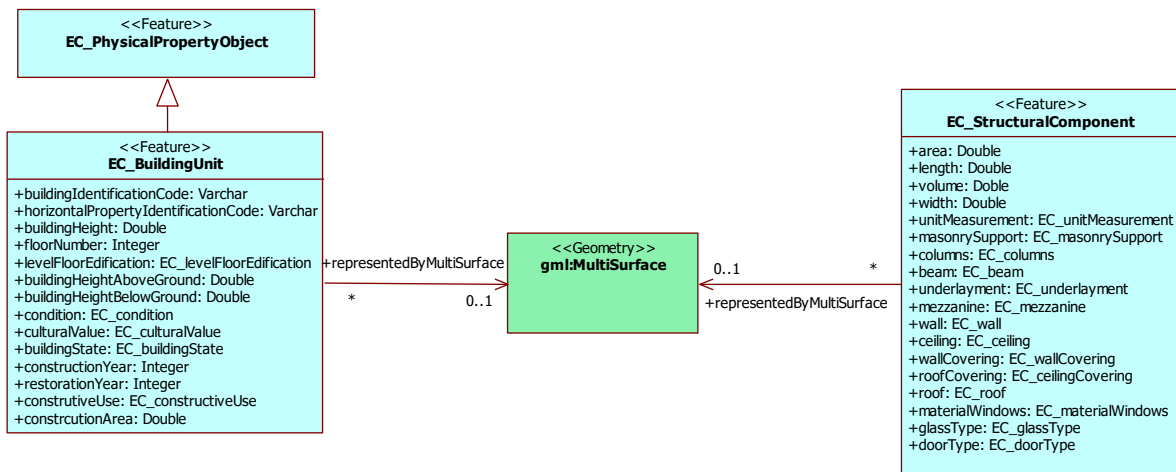 <<Feature>>
EC_PhysicalPropertyObject
<<Feature>>
EC_BuildingUnit
+buildingIdentificationCode: Varchar
+horizontalPropertyIdentificationCode: Varchar
+buildingHeight: Double
+floorNumber: Integer
+levelFloorEdification: EC_levelFloorEdification
+buildingHeightAboveGround: Double
+buildingHeightBelowGround: Double
+condition: EC_condition
+culturalValue: EC_culturalValue
+buildingState: EC_buildingState
+constructionYear: Integer
+restorationYear: Integer
+construtiveUse: EC_constructiveUse
+constrcutionArea: Double
+representedByMultiSurface
*
0..1
<<Geometry>>
gml:MultiSurface
0..1
*
+representedByMultiSurface
<<Feature>>
EC_StructuralComponent
+area: Double
+length: Double
+volume: Doble
+width: Double
+unitMeasurement: EC_unitMeasurement
+masonrySupport: EC_masonrySupport
+columns: EC_columns
+beam: EC_beam
+underlayment: EC_underlayment
+mezzanine: EC_mezzanine
+wall: EC_wall
+ceiling: EC_ceiling
+wallCovering: EC_wallCovering
+roofCovering: EC_ceilingCovering
+roof: EC_roof
+materialWindows: EC_materialWindows
+glassType: EC_glassType
+doorType: EC_doorType